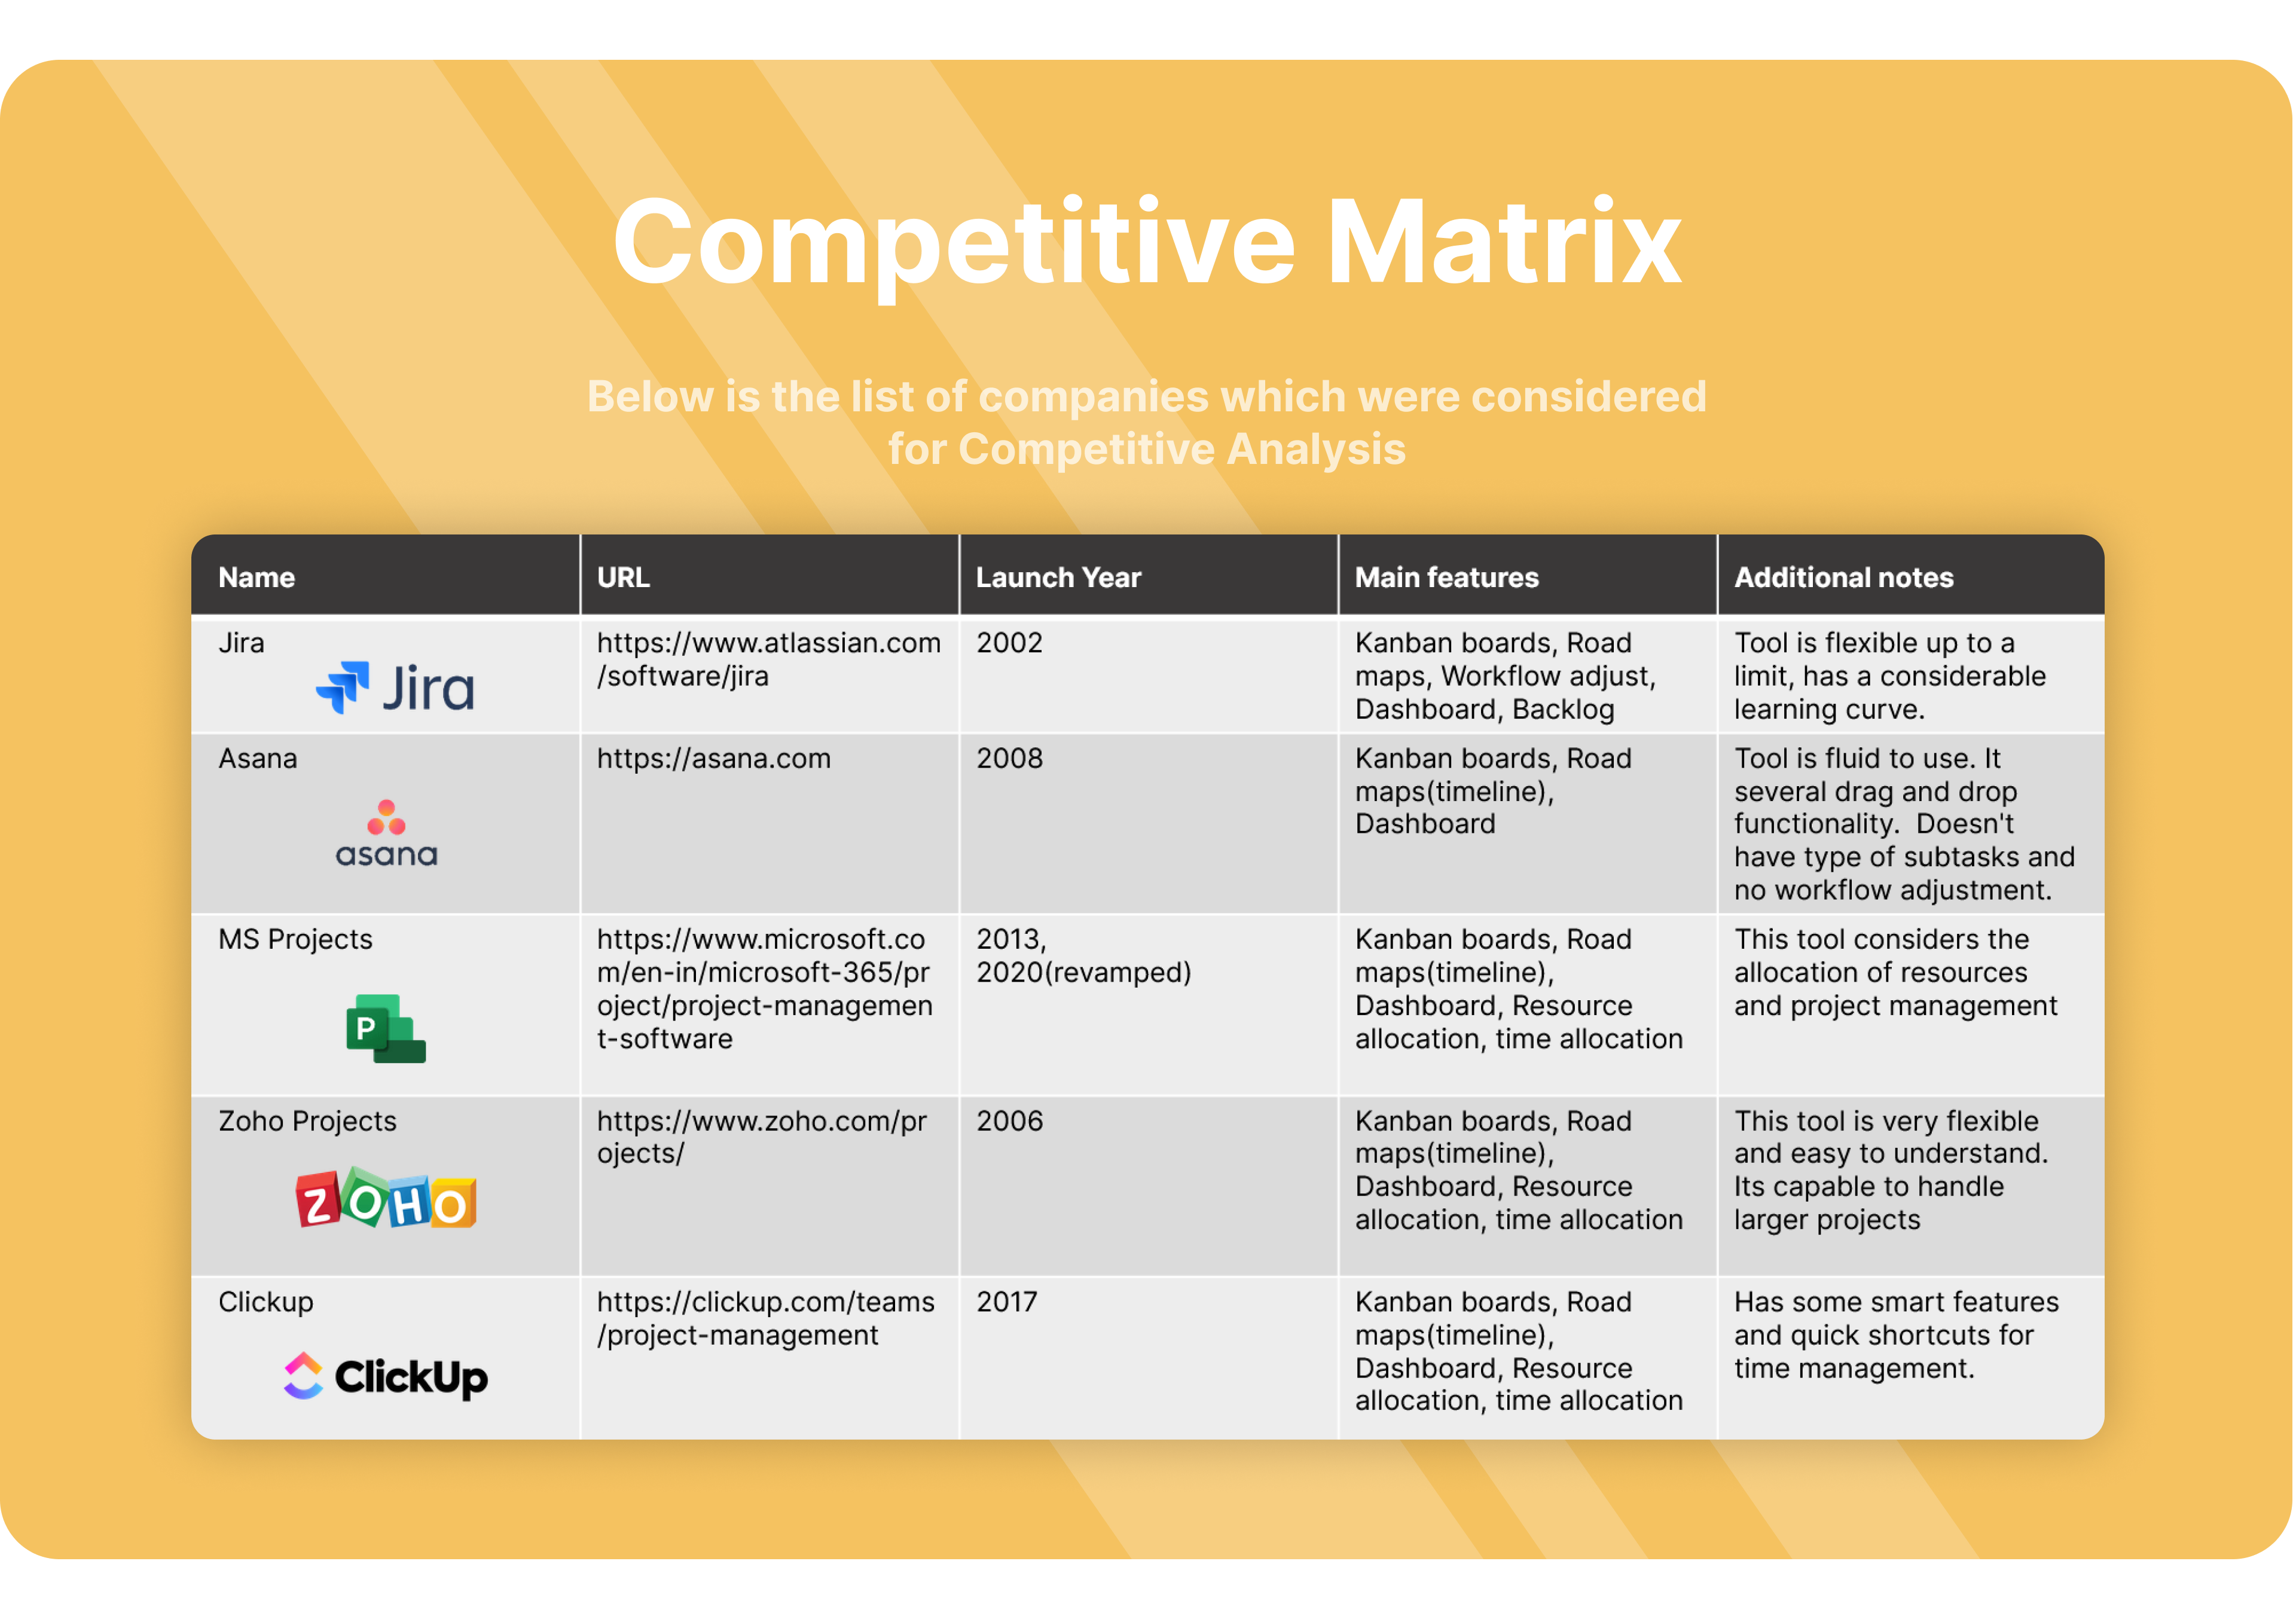 Competitive Matrix
Below is the list of companies which were considered
for Competitive Analysis
Name
URL
Launch Year
Main features
Additional notes
Jira
Jira
https://www.atlassian.com
/software/jira
2002
Kanban boards, Road
maps, Workflow adjust,
Dashboard, Backlog
Tool is flexible up to a
limit, has a considerable
learning curve.
Asana
asana
https://asana.com
2008
Kanban boards, Road
maps(timeline),
Dashboard
Tool is fluid to use. It
several drag and drop
functionality.  Doesn't
have type of subtasks and
no workflow adjustment.
MS Projects
P
https://www.microsoft.co
m/en-in/microsoft-365/pr
oject/project-managemen
t-software
2013,
2020(revamped)
Kanban boards, Road
maps(timeline),
Dashboard, Resource
allocation, time allocation
This tool considers the
allocation of resources
and project management
Zoho Projects
ZOHO
https://www.zoho.com/pr
ojects/
2006
Kanban boards, Road
maps(timeline),
Dashboard, Resource
allocation, time allocation
This tool is very flexible
and easy to understand.
Its capable to handle
larger projects
Clickup
ClickUp
https://clickup.com/teams
/project-management
2017
Kanban boards, Road
maps(timeline),
Dashboard, Resource
allocation, time allocation
Has some smart features
and quick shortcuts for
time management.